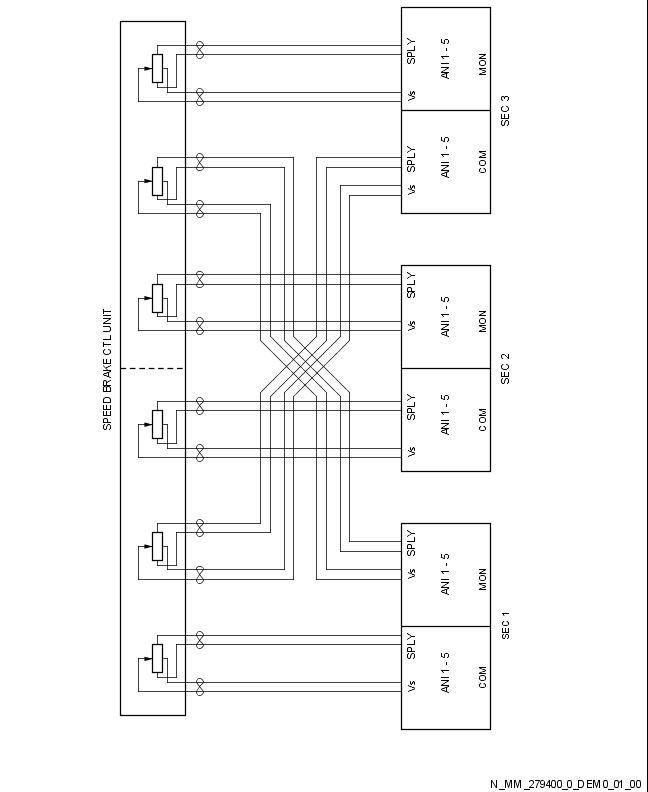 SPEED BRAKE CTL UNIT
SPLY
Vs
ANI 1 - 5
MON
SPLY
Vs
ANI 1 - 5
COM
SEC 3
SPLY
Vs
ANI 1 - 5
MON
SPLY
Vs
ANI 1 - 5
COM
SEC 2
SPLY
Vs
ANI 1 - 5
MON
SPLY
Vs
ANI 1 - 5
COM
SEC 1
N_MM_279400_0_DEM0_01_00